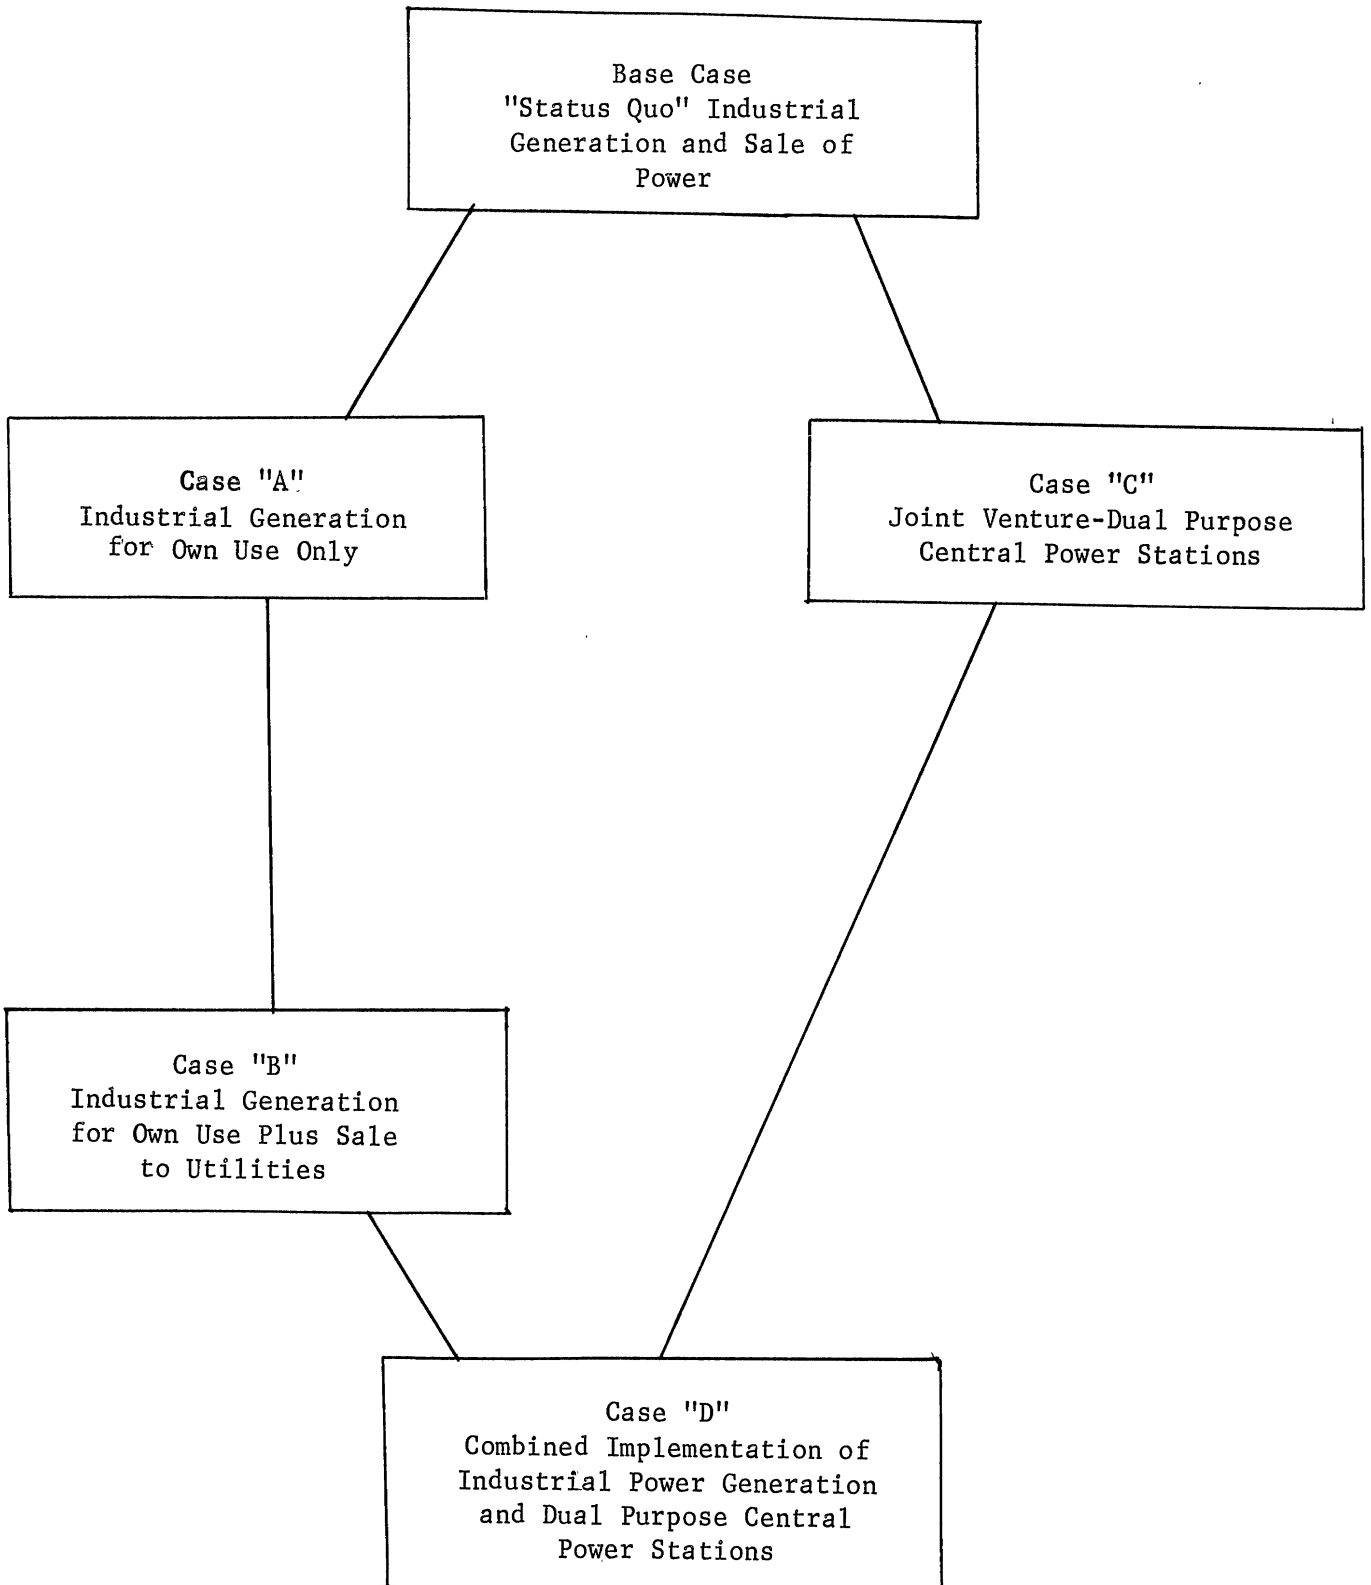 Base Case
"Status Quo" Industrial
Generation and Sale of
Power
Case "A"
Industrial Generation
for Own Use Only
Case "C"
Joint Venture-Dual Purpose
Central Power Stations
Case "B"
Industrial Generation
for Own Use Plus Sale
to Utilities
Case "D"
Combined Implementation of
Industrial Power Generation
and Dual Purpose Central
Power Stations